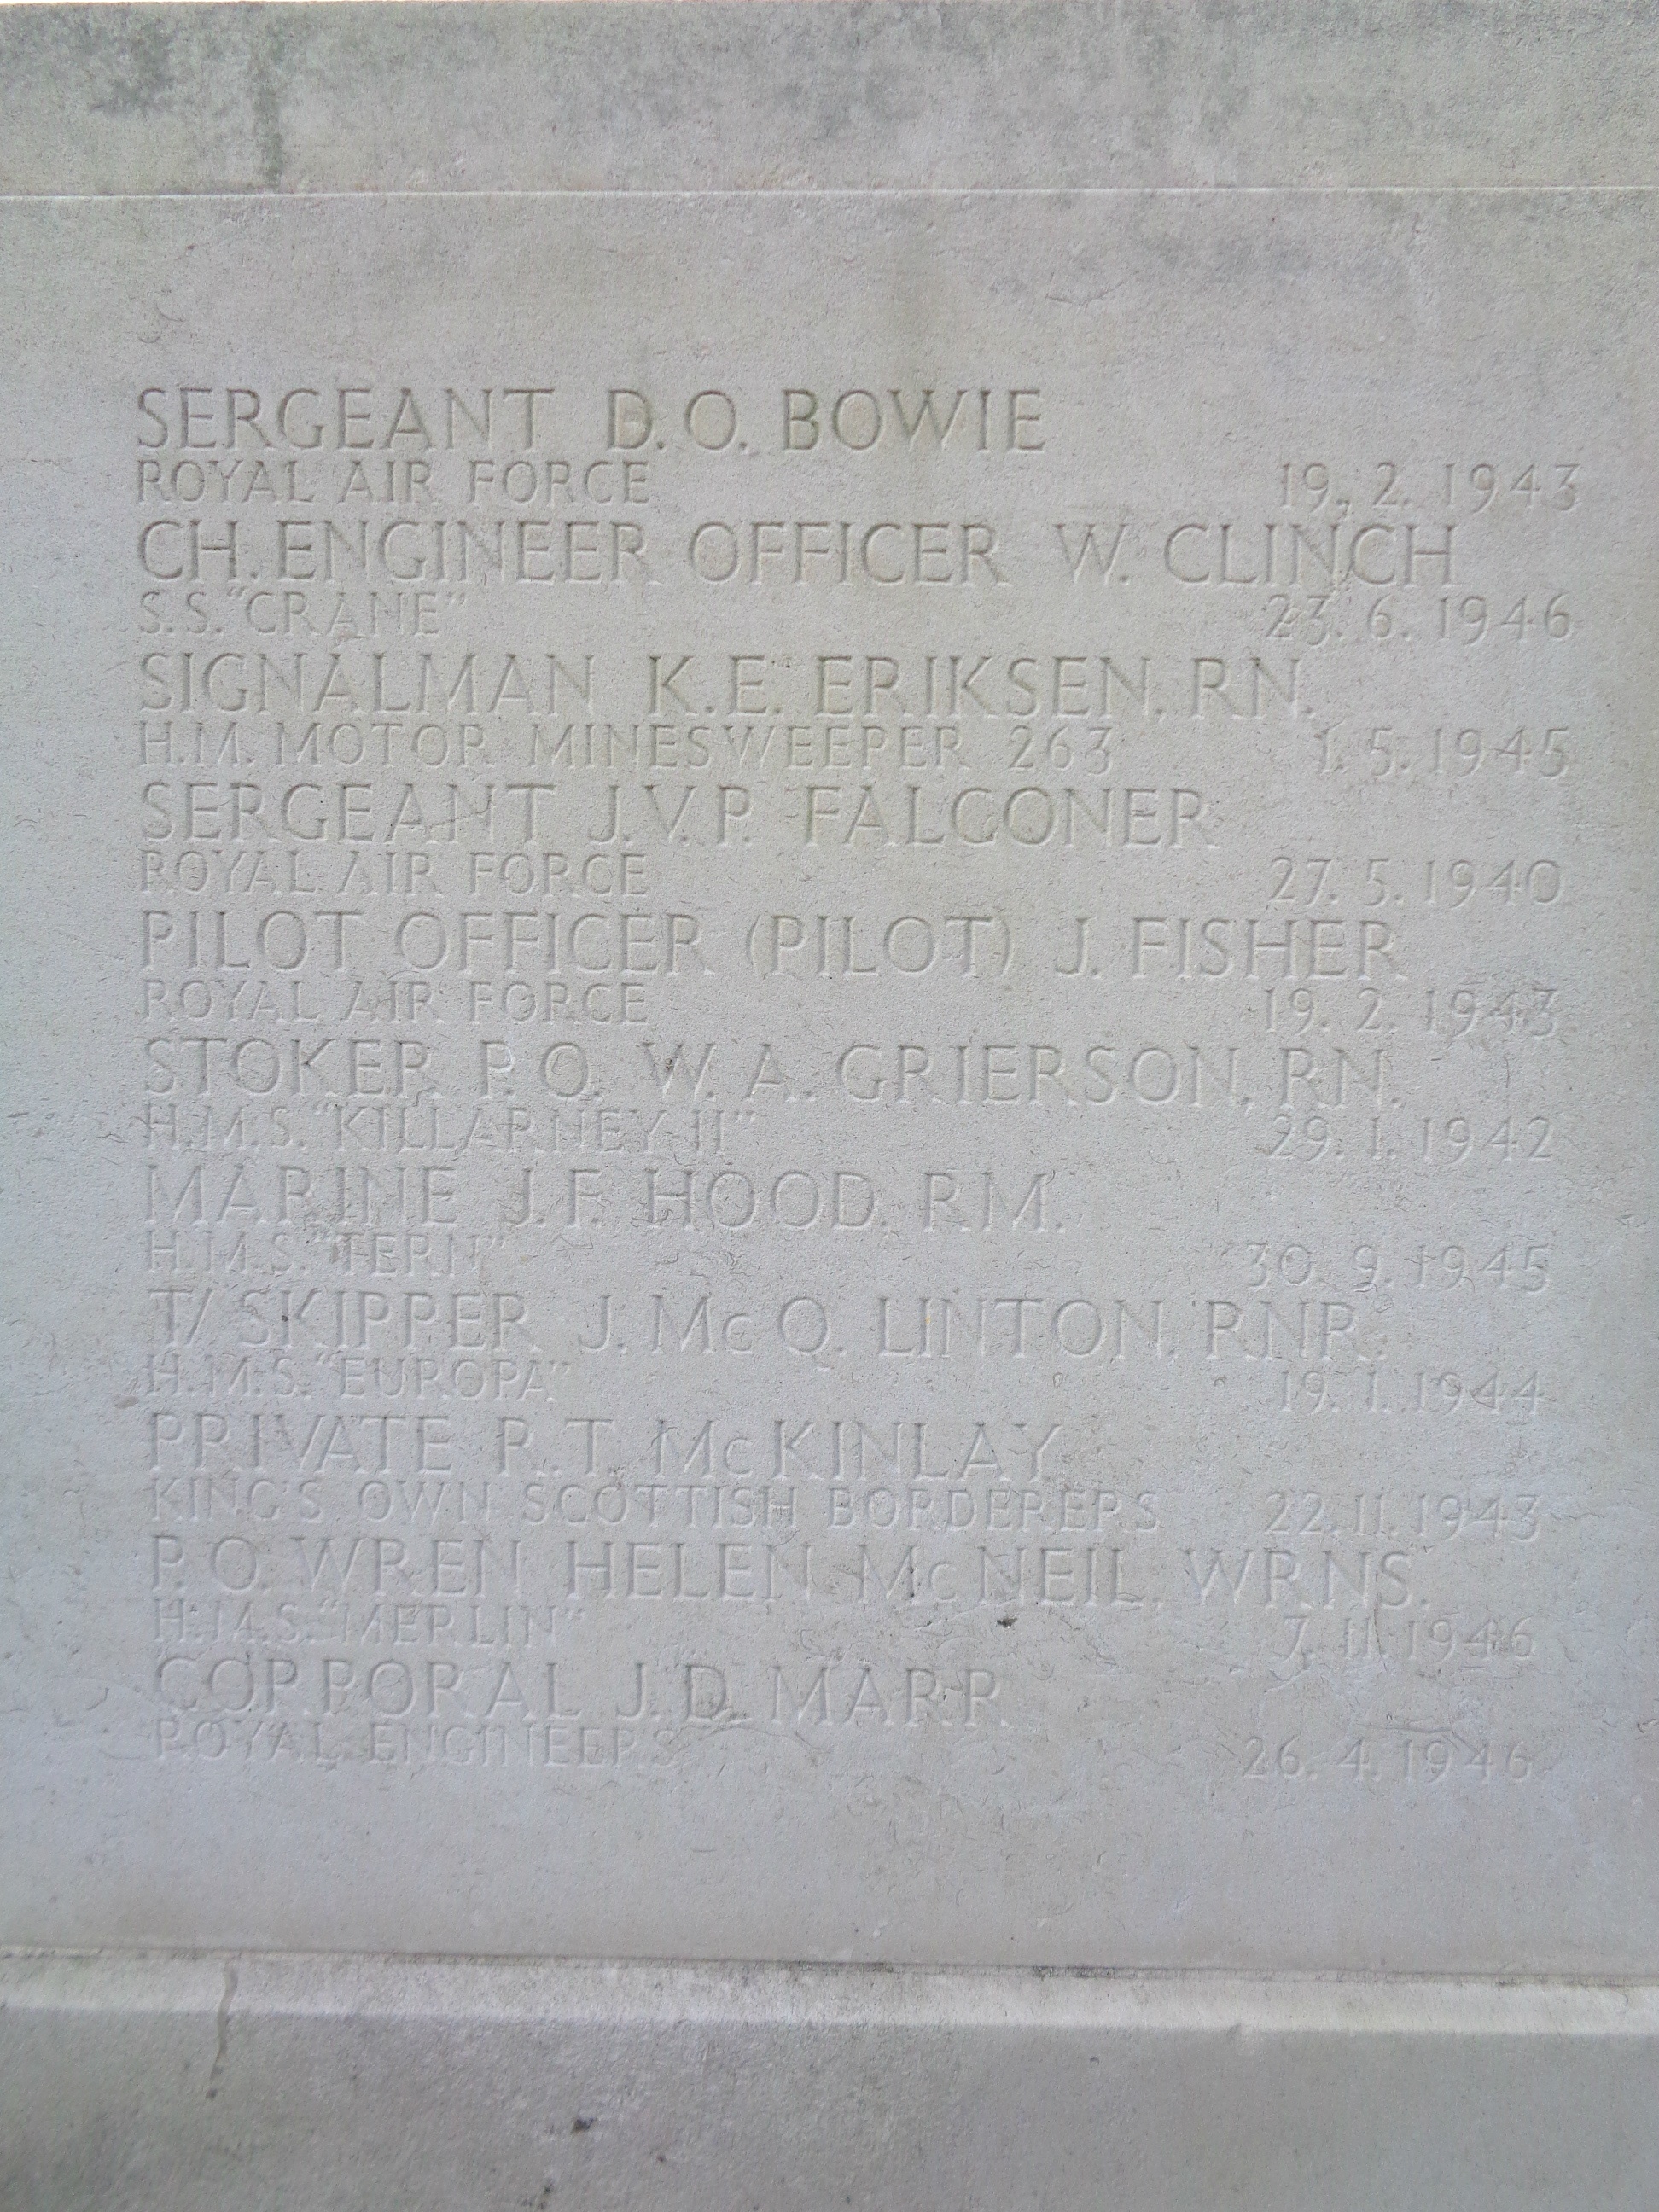 SERGEANT D.O. BOWIE
ROYAL AIR FORCE 19. 2. 1943
CH. ENGINEER OFFICER W. CLINCH
S.S. "CRANE" 23. 6. 1946
SIGNALMAN K.E. ERIKSEN, RN.
H.M. MOTOR MINESWEEPER 263 1. 5. 1945
SERGEANT J.V.P. FALCONER
ROYAL AIR FORCE 27. 5. 1940
PILOT OFFICER (PILOT) J. FISHER
ROYAL AIR FORCE 19. 2. 1943
STOKER P.O. W. A. GRIERSON, RN.
H.M.S. "KILLARNEY II" 29. 1. 1942
MARINE J.F. HOOD, RM.
H.M.S. "TERN" 30. 9. 1945
T/SKIPPER J. McQ. LINTON, RNR.
H.M.S. "EUROPA" 19. 1. 1944
PRIVATE R.T. McKINLAY
KING'S OWN SCOTTISH BORDERERS 22. 11. 1943
P.O. WREN HELEN McNEIL, WRNS.
H.M.S. "MERLIN" 7. 11. 1946
CORPORAL J.D. MARR
ROYAL ENGINEERS 26. 4. 1946